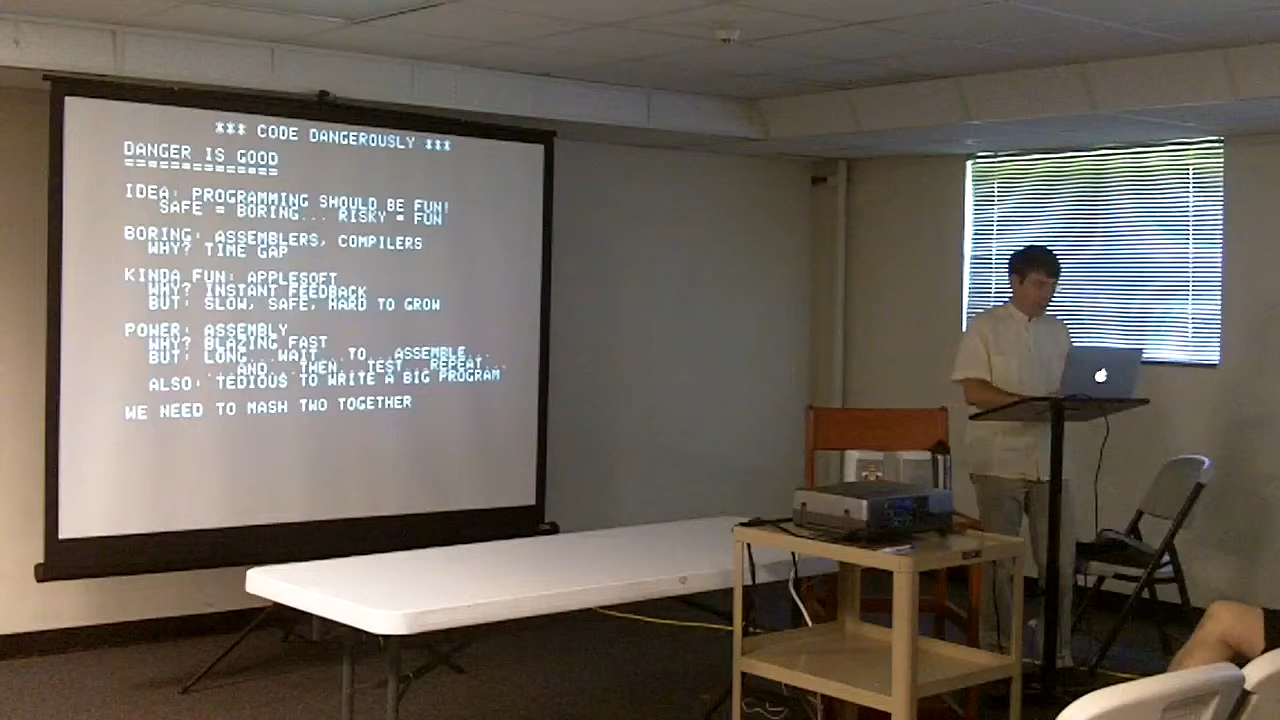 *** CODE DANGEROUSLY ***
DANGER IS GOOD
==============
IDEA: PROGRAMMING SHOULD BE FUN!
SAFE = BORING... RISKY = FUN
BORING: ASSEMBLERS, COMPILERS
WHY? TIME GAP
KINDA FUN: APPLESOFT
WHY? INSTANT FEEDBACK
BUT: SLOW, SAFE, HARD TO GROW
POWER: ASSEMBLY
WHY? BLAZING FAST
BUT: LONG...WAIT...TO...ASSEMBLE...
...AND...THEN...TEST...REPEAT...
ALSO: TEDIOUS TO WRITE A BIG PROGRAM
WE NEED TO MASH TWO TOGETHER